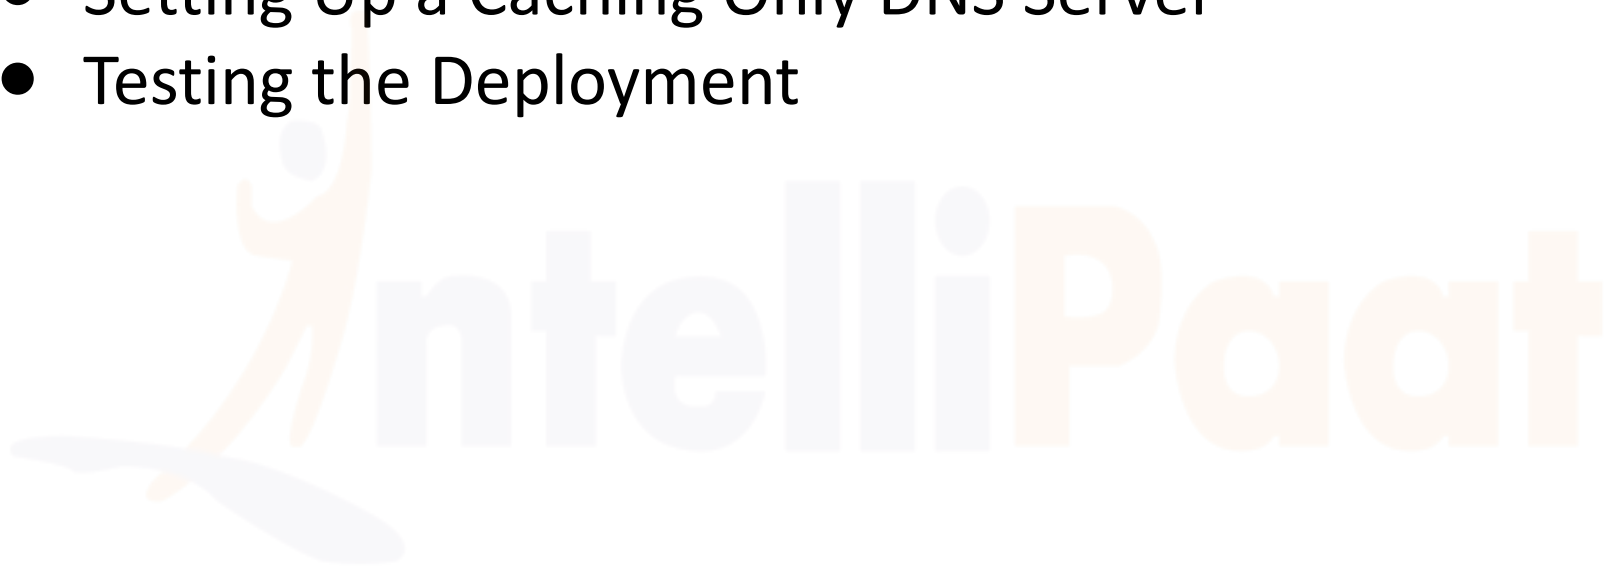 ● Setting Up a Caching Only DNS Server
● Testing the Deployment
intelliPaat